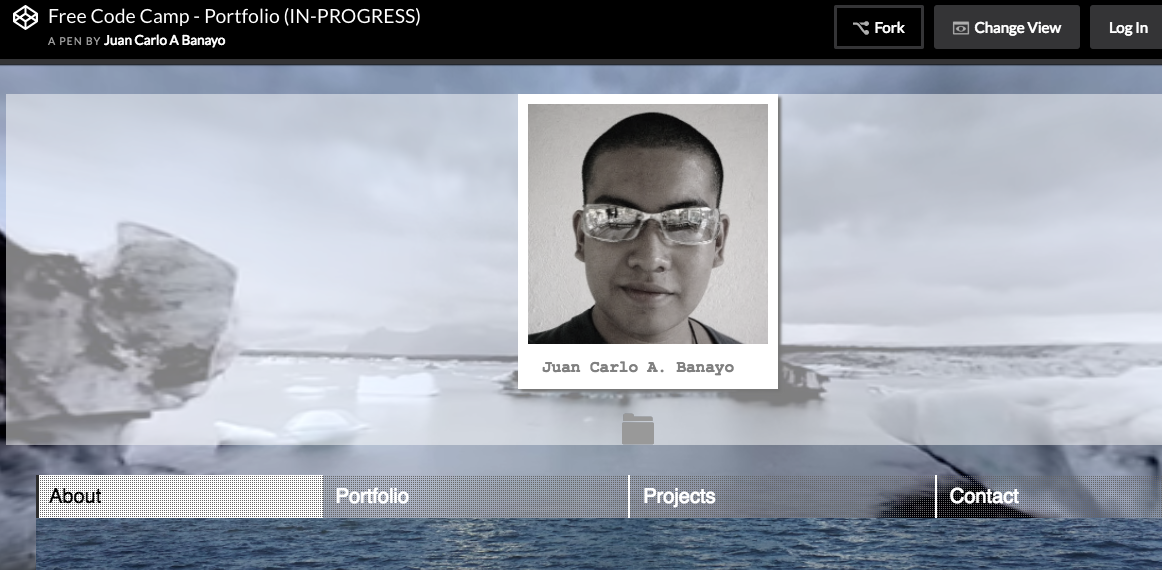 Free Code Camp - Portfolio (IN-PROGRESS)
A PEN BY Juan Carlo A Banayo
Fork
Change View
Log In
Juan Carlo A. Banayo
About
Portfolio
Projects
Contact